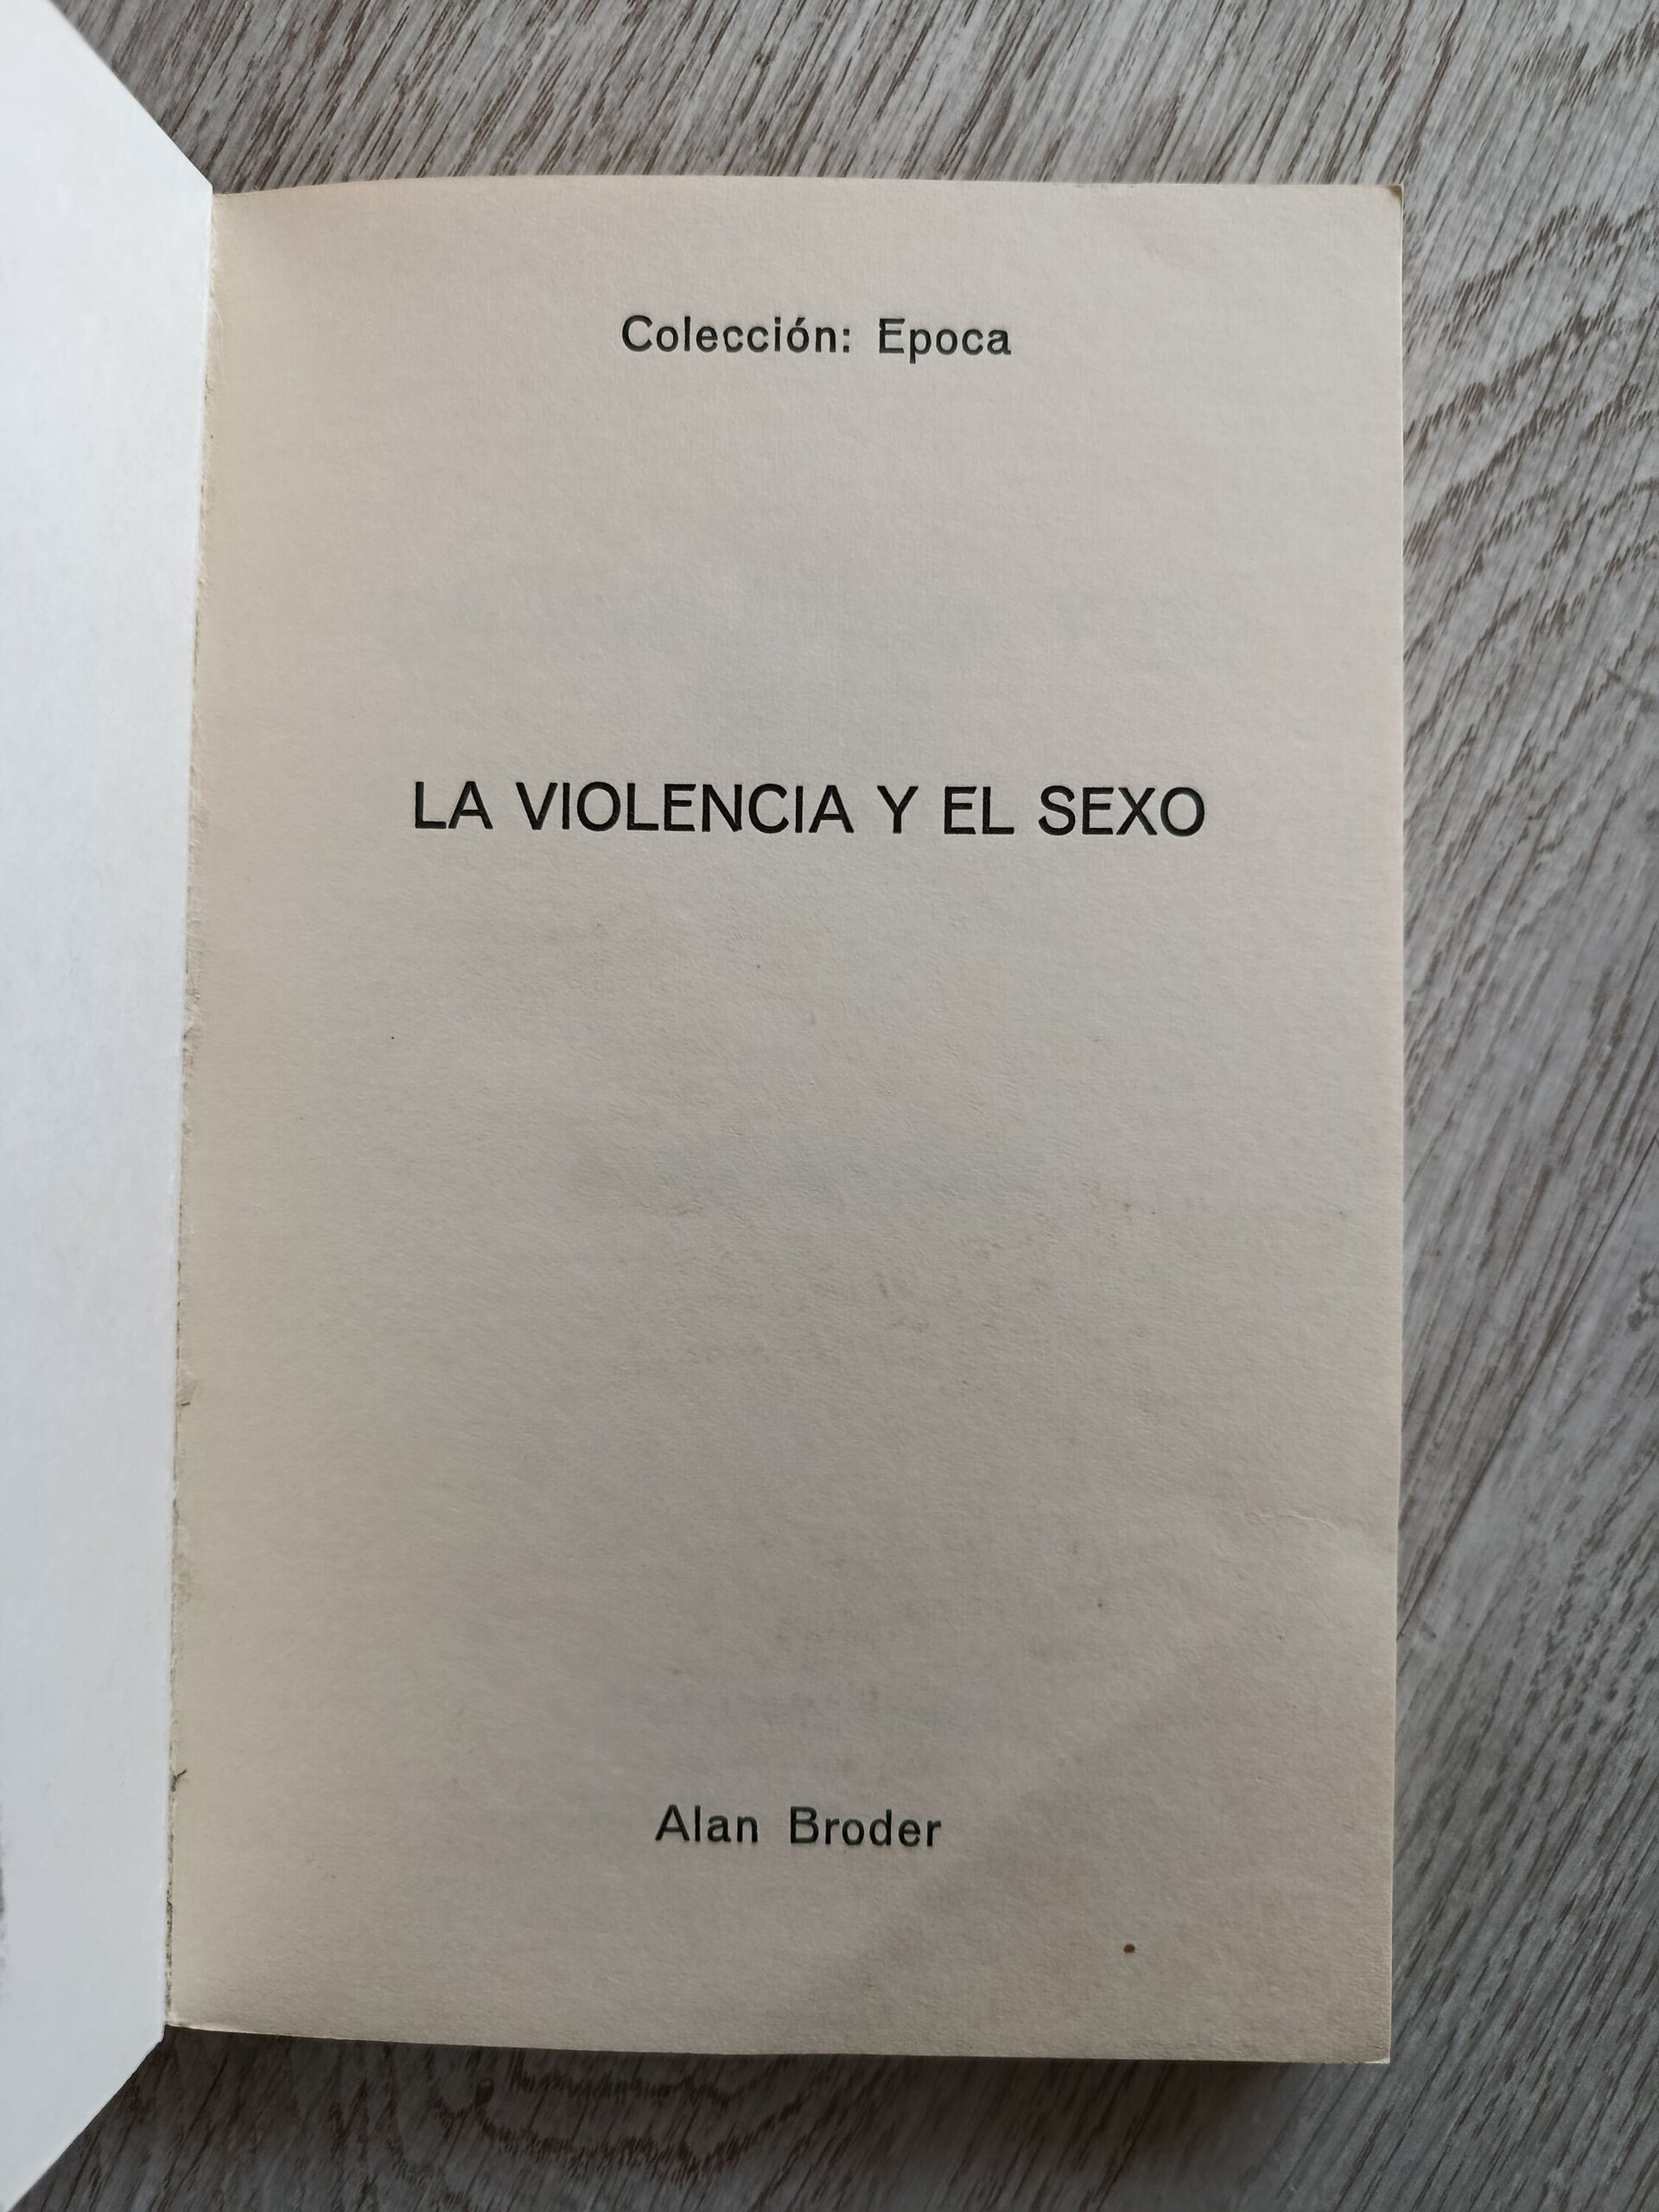 Colección: Epoca
LA VIOLENCIA Y EL SEXO
Alan Broder